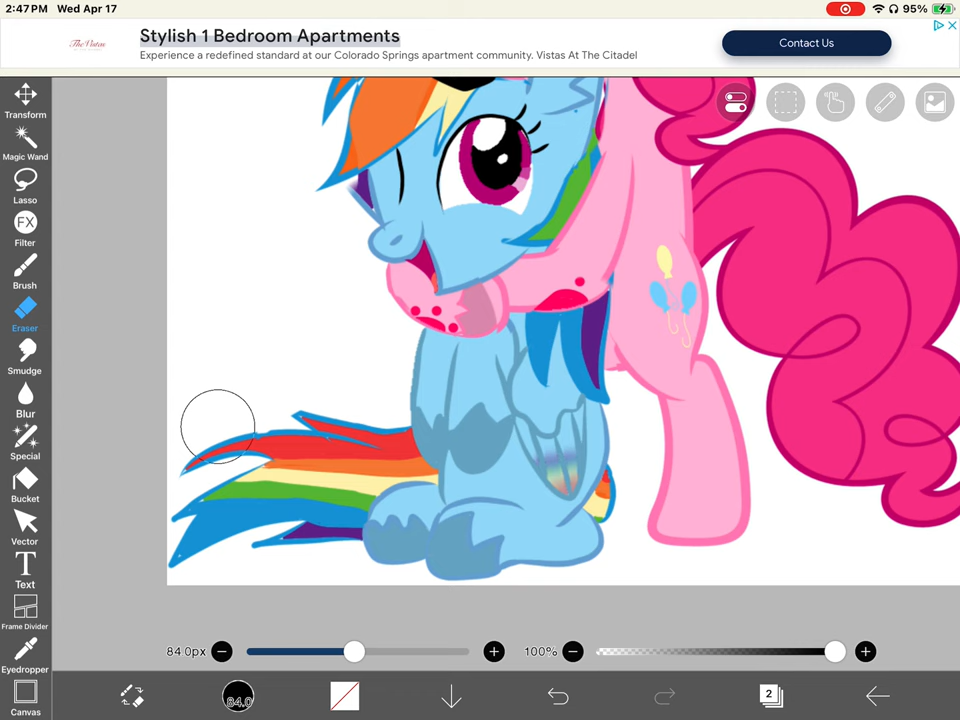 2:47 PM Wed Apr 17
95%
The Vistas
Stylish 1 Bedroom Apartments
Experience a redefined standard at our Colorado Springs apartment community. Vistas At The Citadel
Contact Us
Transform
Magic Wand
Lasso
FX
Filter
Brush
Eraser
Smudge
Blur
Special
Bucket
Vector
T
Text
Frame Divider
Eyedropper
Canvas
84.0px
100%
84.0
2